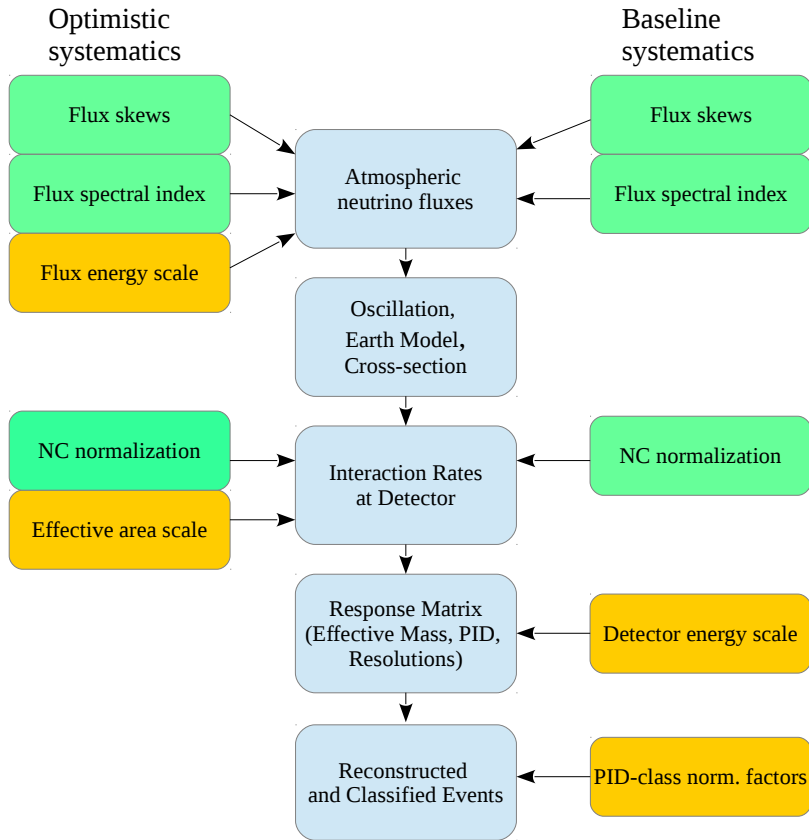 Optimistic
systematics
Baseline
systematics
Flux skews
Flux spectral index
Flux energy scale
Atmospheric
neutrino fluxes
Flux skews
Flux spectral index
Oscillation,
Earth Model,
Cross-section
NC normalization
Effective area scale
Interaction Rates
at Detector
NC normalization
Response Matrix
(Effective Mass, PID,
Resolutions)
Detector energy scale
Reconstructed
and Classified Events
PID-class norm. factors